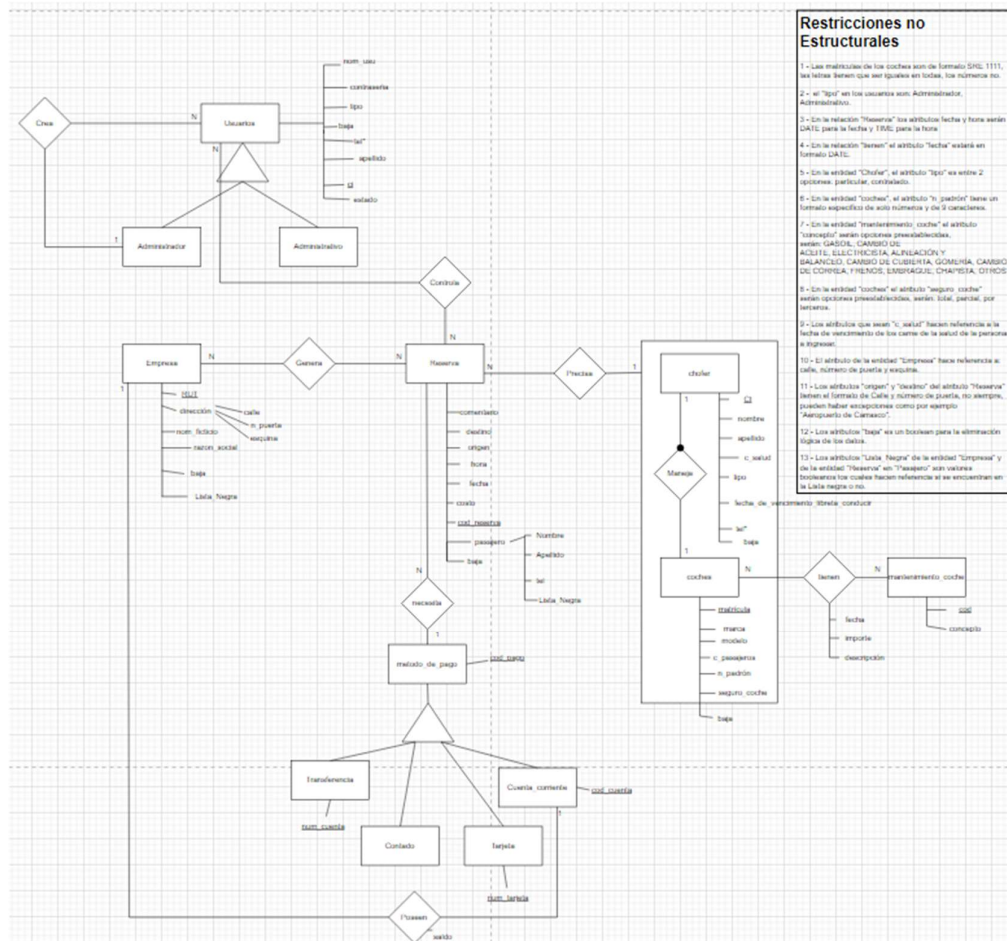 Restricciones no
Estructurales
1 - Las matriculas de los coches son de formato SRE 1111,
las letras tienen que ser iguales en todas, los números no.
2 - el "tipo" en los usuarios son: Administrador,
Administrativo.
3 - En la relación "Reserva" los atributos fecha y hora serán
DATE para la fecha y TIME para la hora
4 - En la relación "tienen" el atributo "fecha" estará en
formato DATE.
5 - En la entidad "Chofer", el atributo "tipo" es entre 2
opciones: particular, contratado.
6 - En la entidad "coches", el atributo "n_padrón" tiene un
formato especifico de solo números y de 9 caracteres.
7 - En la entidad "mantenimiento_coche" el atributo
"concepto" serán opciones preestablecidas,
serán: GASOIL, CAMBIO DE
ACEITE, ELECTRICISTA, ALINEACIÓN Y
BALANCEO, CAMBIO DE CUBIERTA, GOMERÍA, CAMBIO
DE CORREA, FRENOS, EMBRAGUE, CHAPISTA, OTROS
8 - En la entidad "coches" el atributo "seguro_coche"
serán opciones preestablecidas, serán: total, parcial, por
terceros.
9 - Los atributos que sean "c_salud" hacen referencia a la
fecha de vencimiento de los carne de la salud de la persona
a ingresar.
10 - El atributo de la entidad "Empresa" hace referencia a:
calle, número de puerta y esquina.
11 - Los atributos "origen" y "destino" del atributo "Reserva"
tienen el formato de Calle y número de puerta, no siempre,
pueden haber excepciones como por ejemplo
"Aeropuerto de Carrasco".
12 - Los atributos "baja" es un boolean para la eliminación
lógica de los datos.
13 - Los atributos "Lista_Negra" de la entidad "Empresa" y
de la entidad "Reserva" en "Pasajero" son valores
booleanos los cuales hacen referencia si se encuentran en
la Lista negra o no.
Crea
N
Usuarios
N
nom_usu
contraseña
tipo
baja
tel*
apellido
ci
estado
1
Administrador
Administrativo
Controla
N
Empresa
N
Genera
N
Reserva
N
Precisa
1
1
RUT
dirección
calle
n_puerta
esquina
nom_ficticio
razon_social
baja
Lista_Negra
comentario
destino
origen
hora
fecha
costo
cod_reserva
pasajero
Nombre
Apellido
tel
Lista_Negra
baja
chofer
1
CI
nombre
apellido
c_salud
tipo
fecha_de_vencimiento_libreta_conducir
tel*
baja
Maneja
1
coches
N
tienen
N
mantenimiento_coche
matricula
marca
modelo
c_pasajeros
n_padrón
seguro_coche
baja
fecha
importe
descripción
cod
concepto
N
necesita
1
metodo_de_pago
cod_pago
Transferencia
num_cuenta
Contado
tarjeta
num_tarjeta
Cuenta_corriente
cod_cuenta
1
Posseen
saldo